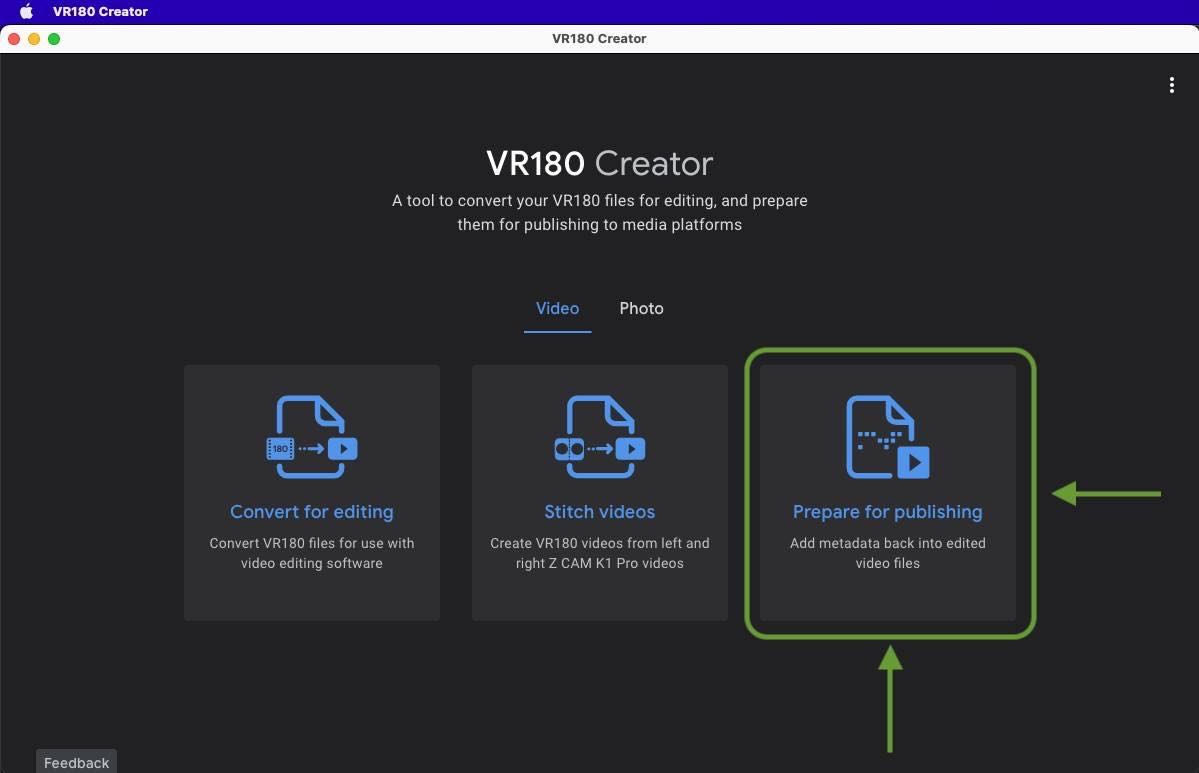 VR180 Creator
VR180 Creator
VR180 Creator
A tool to convert your VR180 files for editing, and prepare
them for publishing to media platforms
Video Photo
180
Convert for editing
Convert VR180 files for use with
video editing software
Stitch videos
Create VR180 videos from left and
right Z CAM K1 Pro videos
Prepare for publishing
Add metadata back into edited
video files
Feedback